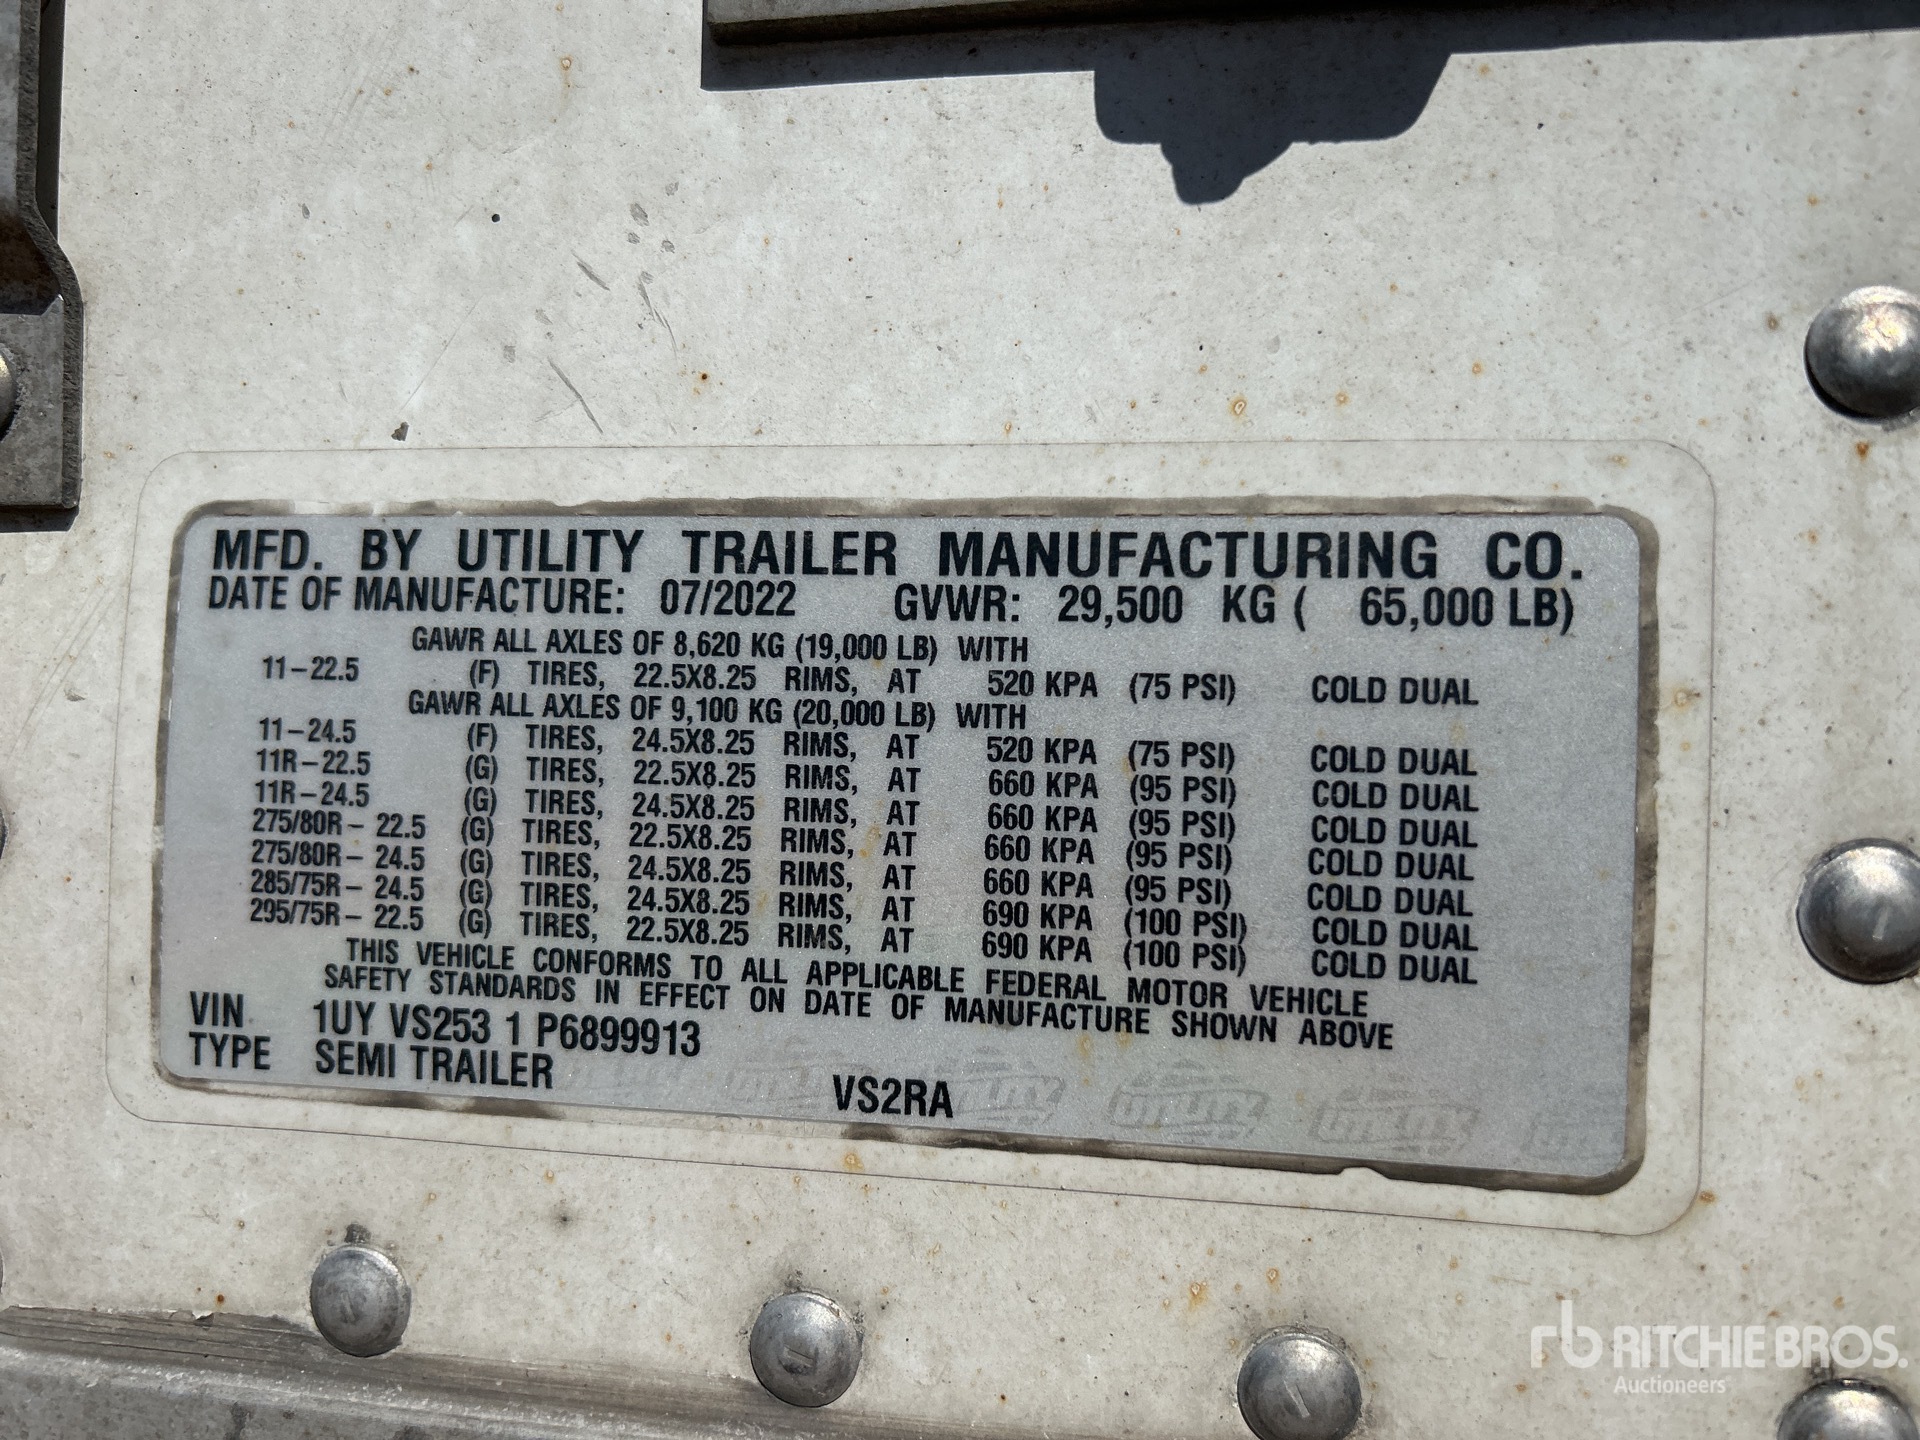 MFD. BY UTILITY TRAILER MANUFACTURING CO.
DATE OF MANUFACTURE: 07/2022 GVWR: 29,500 KG ( 65,000 LB)
GAWR ALL AXLES OF 8,620 KG (19,000 LB) WITH
11-22.5 (F) TIRES, 22.5X8.25 RIMS, AT 520 KPA (75 PSI) COLD DUAL
GAWR ALL AXLES OF 9,100 KG (20,000 LB) WITH
11-24.5 (F) TIRES, 24.5X8.25 RIMS, AT 520 KPA (75 PSI) COLD DUAL
11R-22.5 (G) TIRES, 22.5X8.25 RIMS, AT 660 KPA (95 PSI) COLD DUAL
11R-24.5 (G) TIRES, 24.5X8.25 RIMS, AT 660 KPA (95 PSI) COLD DUAL
275/80R- 22.5 (G) TIRES, 22.5X8.25 RIMS, AT 660 KPA (95 PSI) COLD DUAL
275/80R- 24.5 (G) TIRES, 24.5X8.25 RIMS, AT 660 KPA (95 PSI) COLD DUAL
285/75R- 24.5 (G) TIRES, 24.5X8.25 RIMS, AT 690 KPA (100 PSI) COLD DUAL
295/75R- 22.5 (G) TIRES, 22.5X8.25 RIMS, AT 690 KPA (100 PSI) COLD DUAL
THIS VEHICLE CONFORMS TO ALL APPLICABLE FEDERAL MOTOR VEHICLE
SAFETY STANDARDS IN EFFECT ON DATE OF MANUFACTURE SHOWN ABOVE
VIN 1UY VS253 1 P6899913
TYPE SEMI TRAILER VS2RA
Utility Utility Utility
rb RITCHIE BROS.
Auctioneers